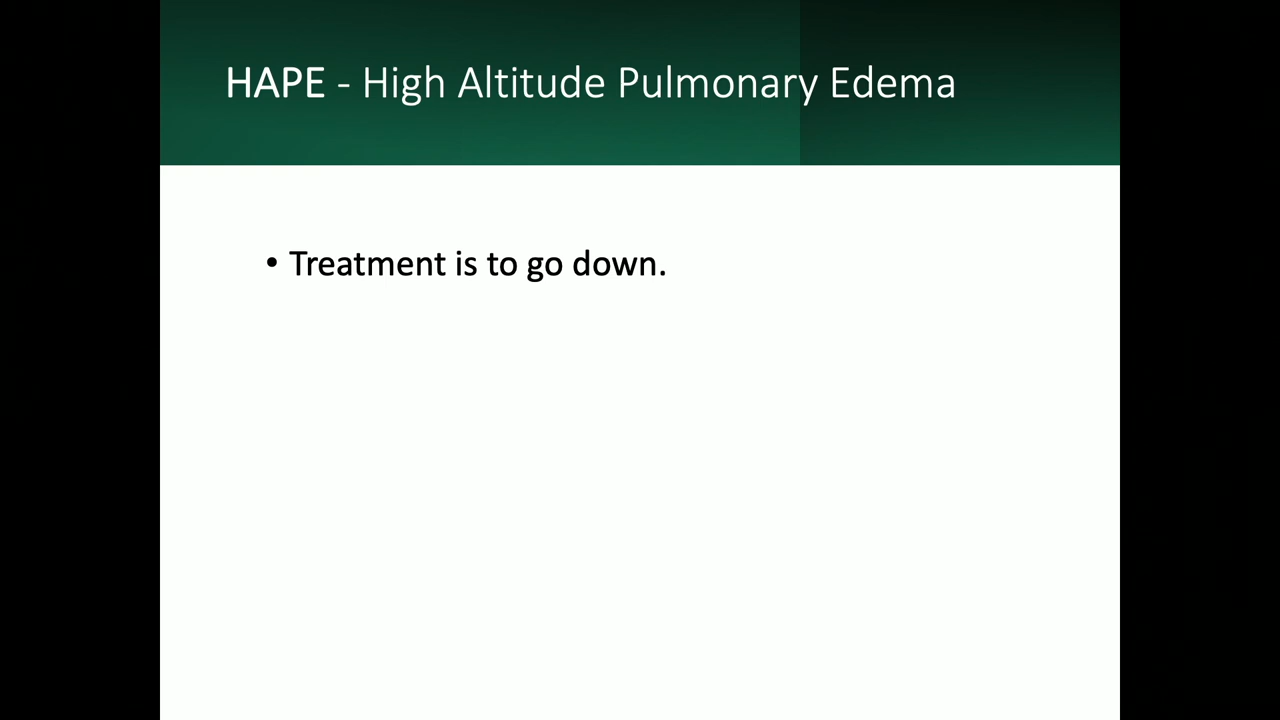 HAPE - High Altitude Pulmonary Edema
• Treatment is to go down.